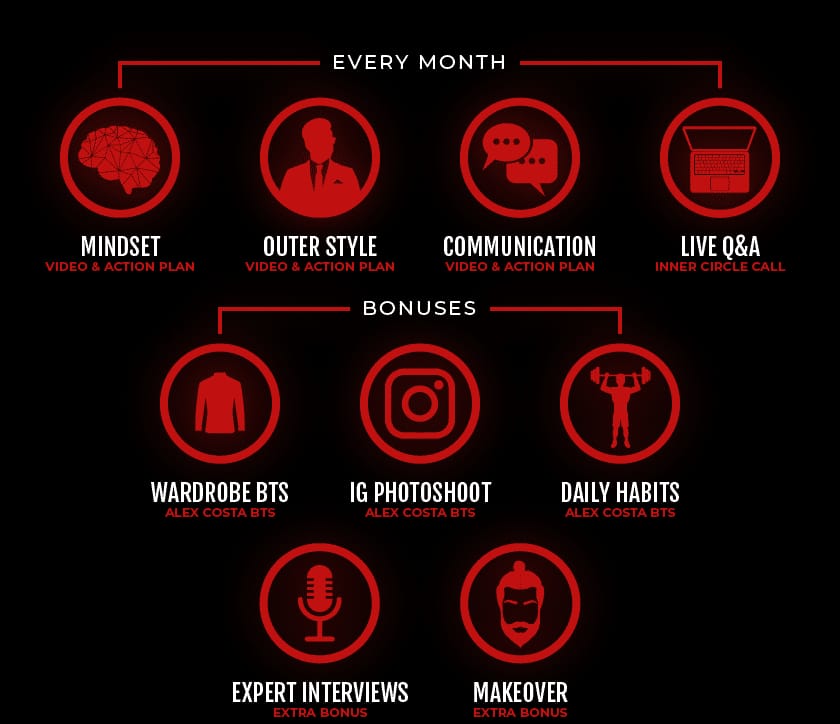 EVERY MONTH
MINDSET
VIDEO & ACTION PLAN
OUTER STYLE
VIDEO & ACTION PLAN
COMMUNICATION
VIDEO & ACTION PLAN
LIVE Q&A
INNER CIRCLE CALL
BONUSES
WARDROBE BTS
ALEX COSTA BTS
IG PHOTOSHOOT
ALEX COSTA BTS
DAILY HABITS
ALEX COSTA BTS
EXPERT INTERVIEWS
EXTRA BONUS
MAKEOVER
EXTRA BONUS